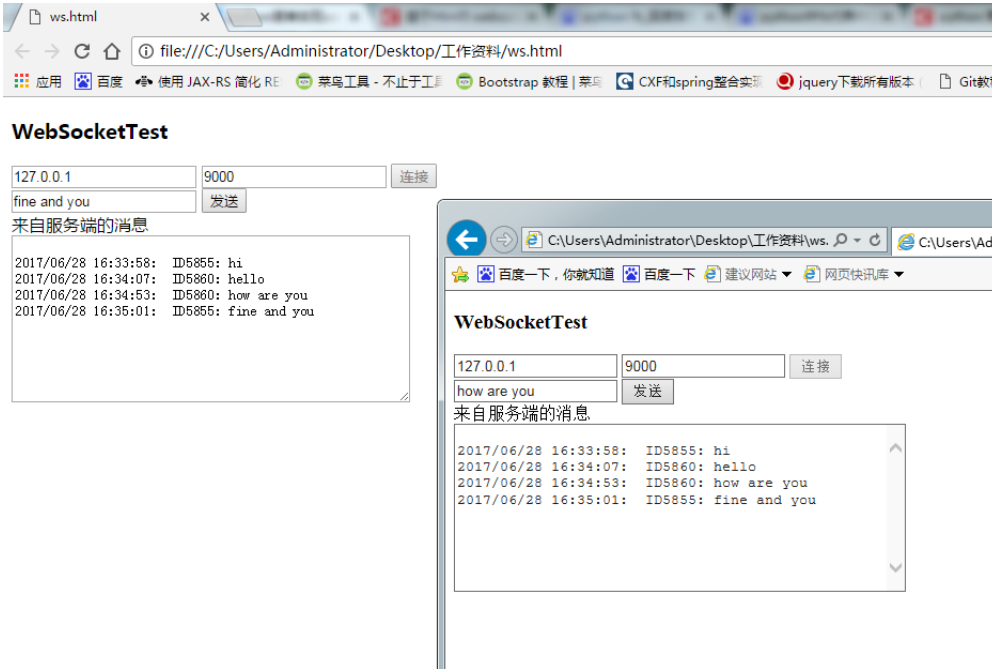 ws.html
file:///C:/Users/Administrator/Desktop/工作资料/ws.html
应用 百度 使用 JAX-RS 简化 RE 菜鸟工具 - 不止于工具 Bootstrap 教程 | 菜鸟 CXF和spring整合实现 jquery下载所有版本 Git教程
WebSocketTest
127.0.0.1 9000 连接
fine and you 发送
来自服务端的消息
2017/06/28 16:33:58: ID5855: hi
2017/06/28 16:34:07: ID5860: hello
2017/06/28 16:34:53: ID5860: how are you
2017/06/28 16:35:01: ID5855: fine and you
C:\Users\Administrator\Desktop\工作资料\ws. C:\Users\Ad
百度一下，你就知道 百度一下 建议网站 网页快讯库
WebSocketTest
127.0.0.1 9000 连接
how are you 发送
来自服务端的消息
2017/06/28 16:33:58: ID5855: hi
2017/06/28 16:34:07: ID5860: hello
2017/06/28 16:34:53: ID5860: how are you
2017/06/28 16:35:01: ID5855: fine and you